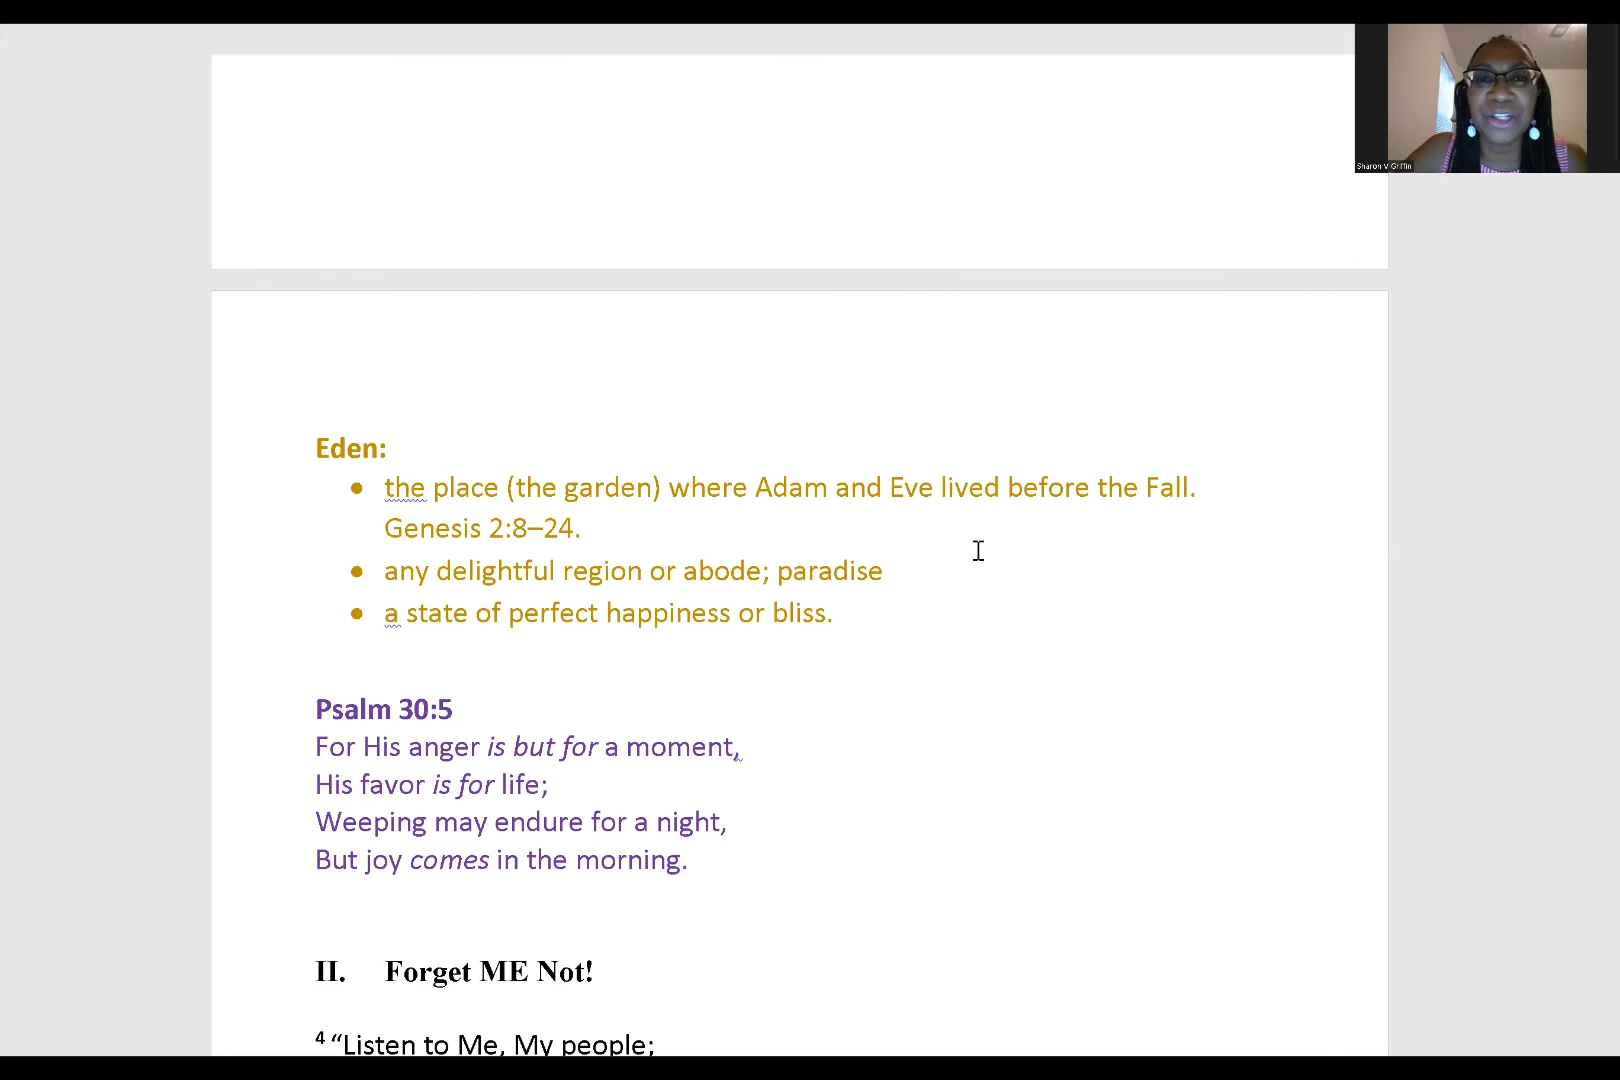 Sharon V Griffin
Eden:
• the place (the garden) where Adam and Eve lived before the Fall.
Genesis 2:8–24.
• any delightful region or abode; paradise
• a state of perfect happiness or bliss.
Psalm 30:5
For His anger is but for a moment,
His favor is for life;
Weeping may endure for a night,
But joy comes in the morning.
II. Forget ME Not!
4 “Listen to Me, My people;